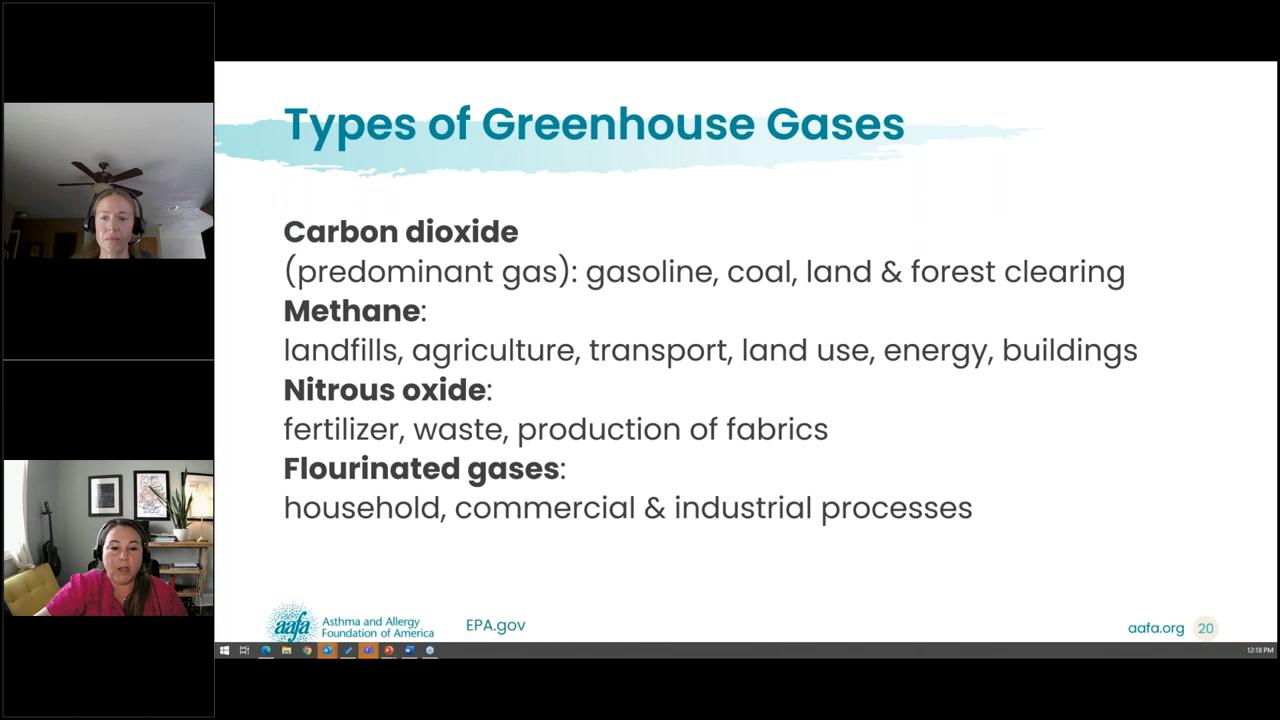 Types of Greenhouse Gases
Carbon dioxide
(predominant gas): gasoline, coal, land & forest clearing
Methane:
landfills, agriculture, transport, land use, energy, buildings
Nitrous oxide:
fertilizer, waste, production of fabrics
Flourinated gases:
household, commercial & industrial processes
aafa
Asthma and Allergy
Foundation of America
EPA.gov
aafa.org 20
12:18 PM